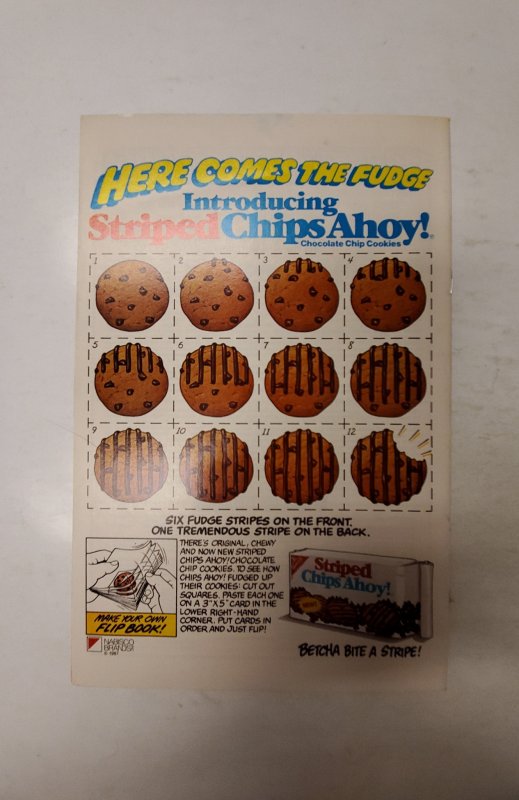 HERE COMES THE FUDGE
Introducing
Striped Chips Ahoy!®
Chocolate Chip Cookies
1 2 3 4
5 6 7 8
9 10 11 12
SIX FUDGE STRIPES ON THE FRONT.
ONE TREMENDOUS STRIPE ON THE BACK.
THERE'S ORIGINAL, CHEWY
AND NOW NEW STRIPED
CHIPS AHOY! CHOCOLATE
CHIP COOKIES. TO SEE HOW
CHIPS AHOY! FUDGED UP
THEIR COOKIES: CUT OUT
SQUARES. PASTE EACH ONE
ON A 3"X5" CARD IN THE
LOWER RIGHT-HAND
CORNER. PUT CARDS IN
ORDER AND JUST FLIP!
MAKE YOUR OWN
FLIP BOOK!
NABISCO
BRANDS
© 1987
Striped
Chips Ahoy!
BETCHA BITE A STRIPE!